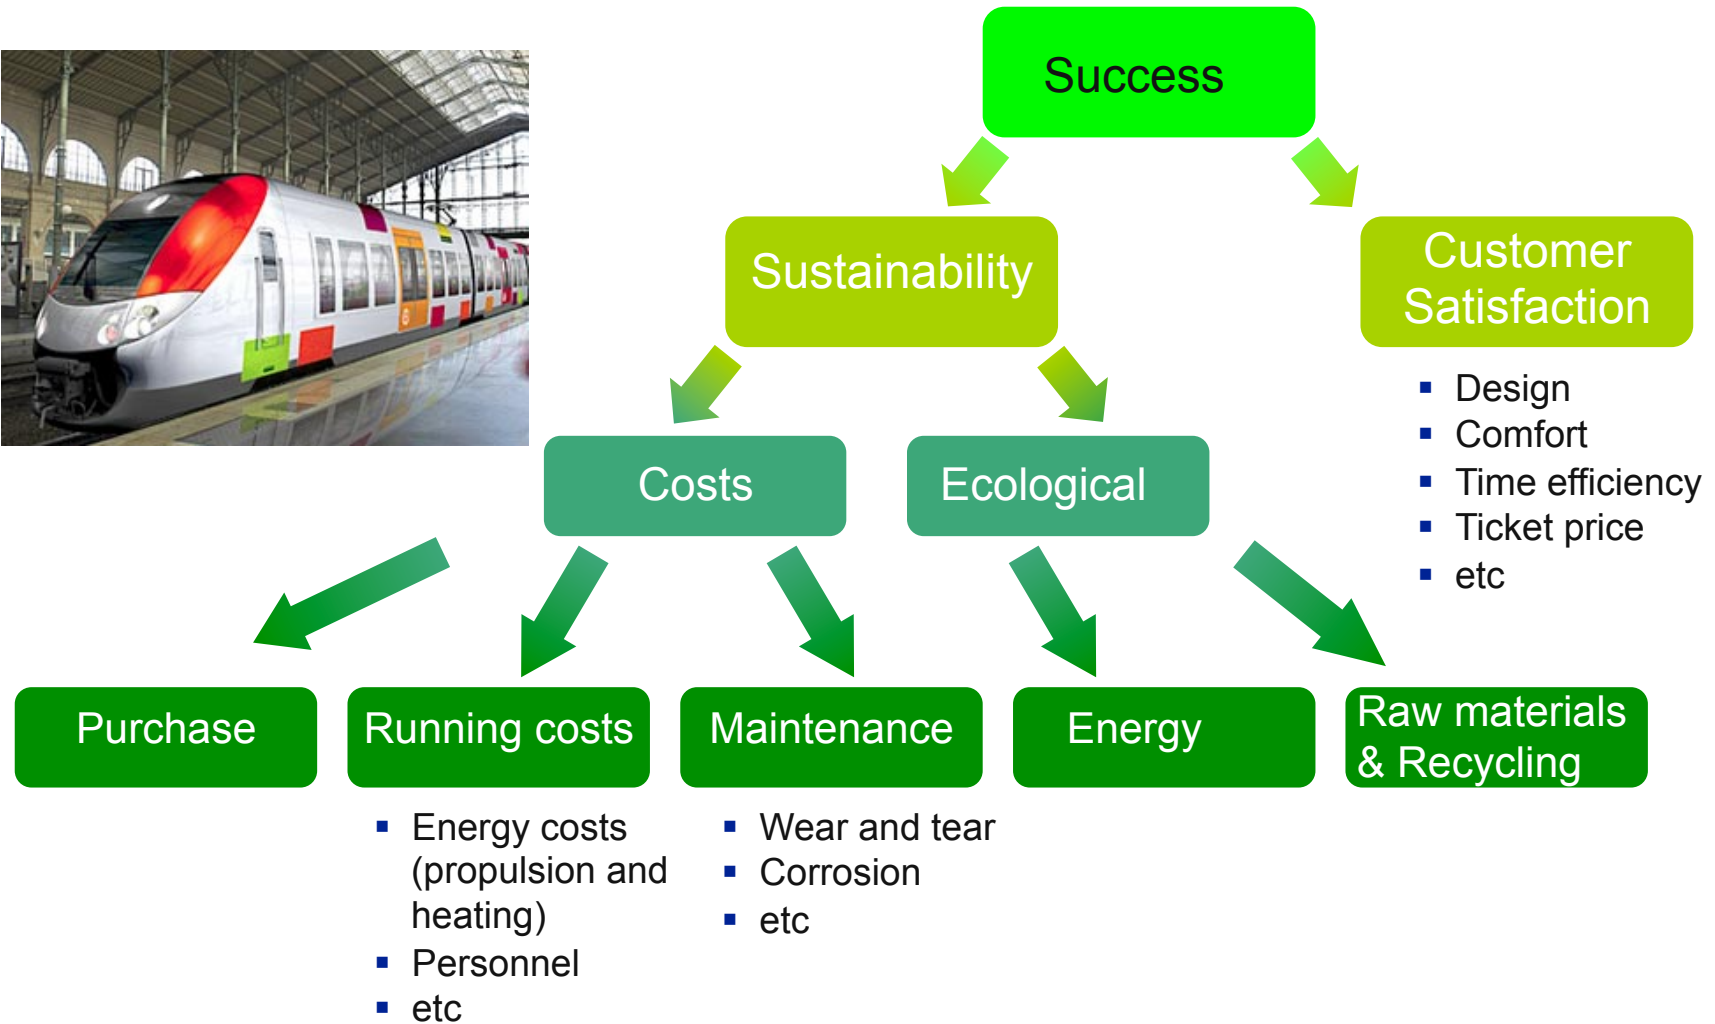 Success
Sustainability
Customer
Satisfaction
▪ Design
▪ Comfort
▪ Time efficiency
▪ Ticket price
▪ etc
Costs
Ecological
Purchase
Running costs
Maintenance
Energy
Raw materials
& Recycling
▪ Energy costs
(propulsion and
heating)
▪ Personnel
▪ etc
▪ Wear and tear
▪ Corrosion
▪ etc